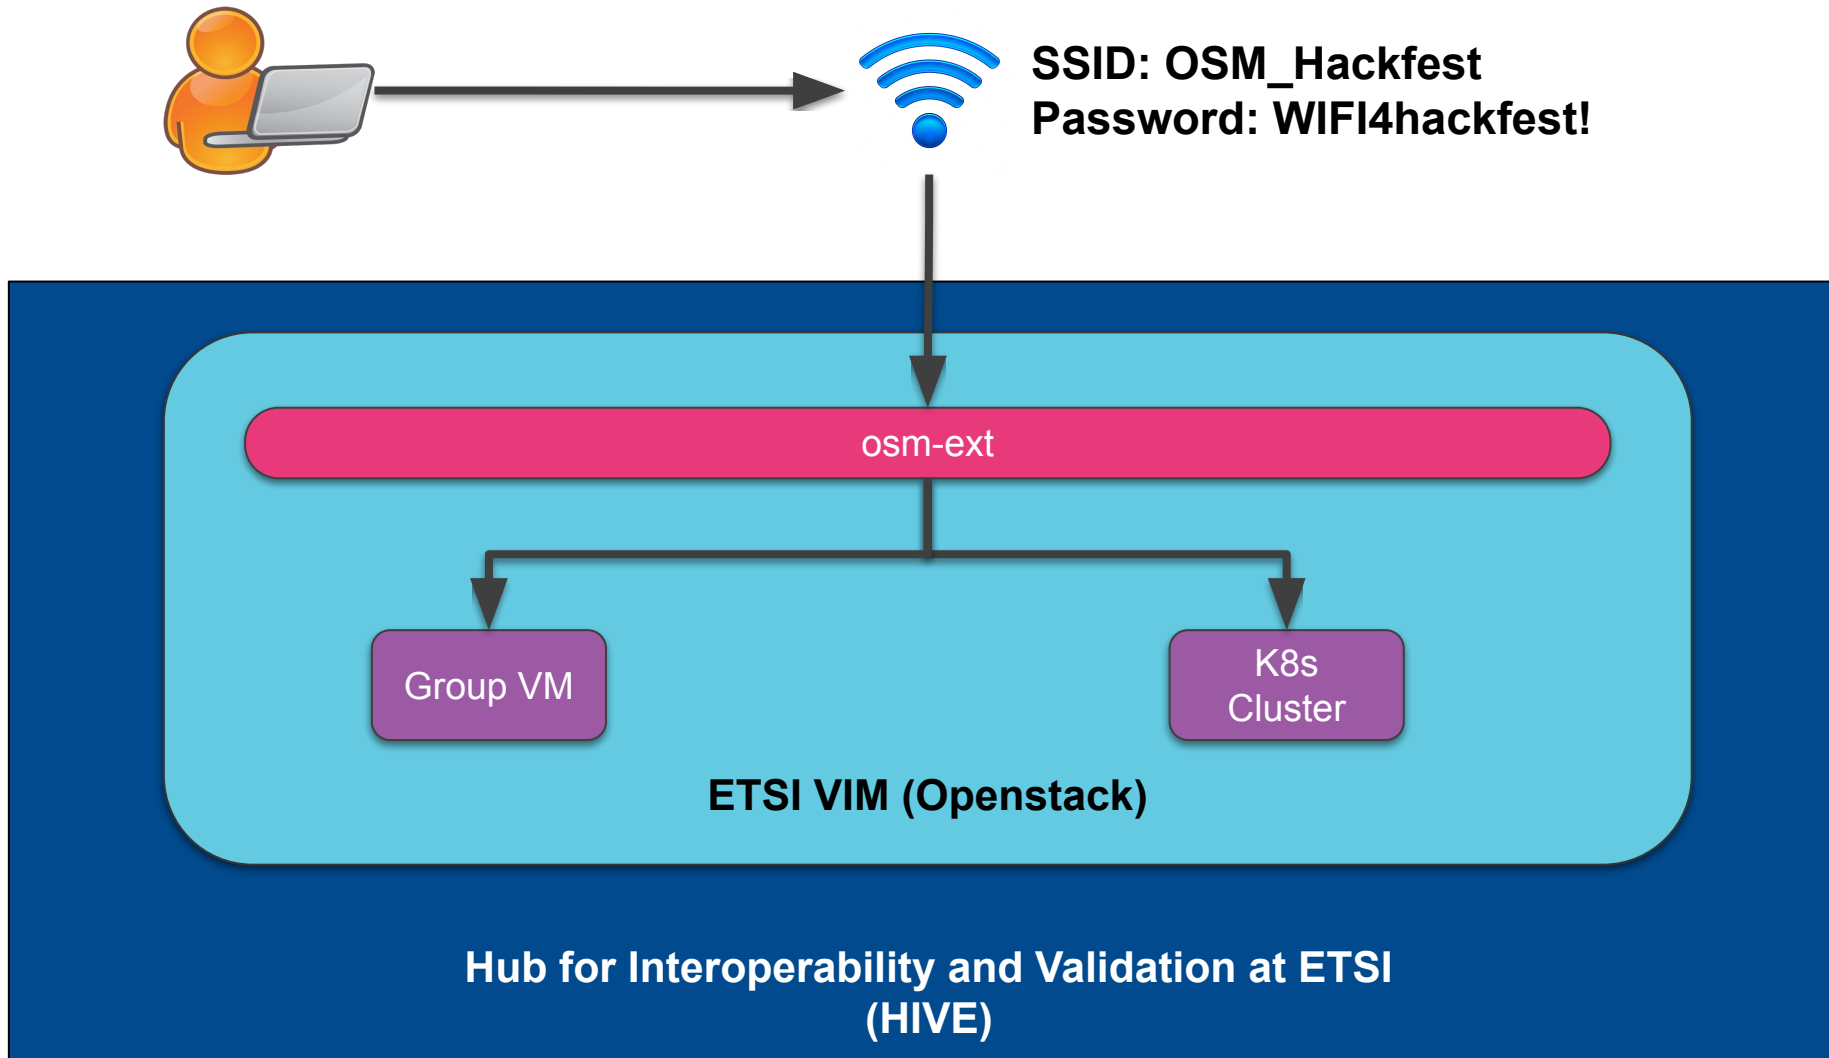 SSID: OSM_Hackfest
Password: WIFI4hackfest!
osm-ext
Group VM
K8s
Cluster
ETSI VIM (Openstack)
Hub for Interoperability and Validation at ETSI
(HIVE)